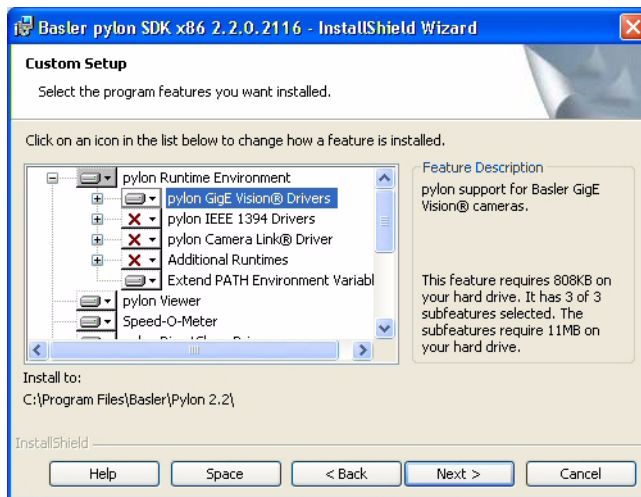 Basler pylon SDK x86 2.2.0.2116 - InstallShield Wizard
Custom Setup
Select the program features you want installed.
Click on an icon in the list below to change how a feature is installed.
pylon Runtime Environment
pylon GigE Vision® Drivers
pylon IEEE 1394 Drivers
pylon Camera Link® Driver
Additional Runtimes
Extend PATH Environment Variabl
pylon Viewer
Speed-O-Meter
Feature Description
pylon support for Basler GigE
Vision® cameras.
This feature requires 808KB on
your hard drive. It has 3 of 3
subfeatures selected. The
subfeatures require 11MB on
your hard drive.
Install to:
C:\Program Files\Basler\Pylon 2.2\
InstallShield
Help
Space
< Back
Next >
Cancel